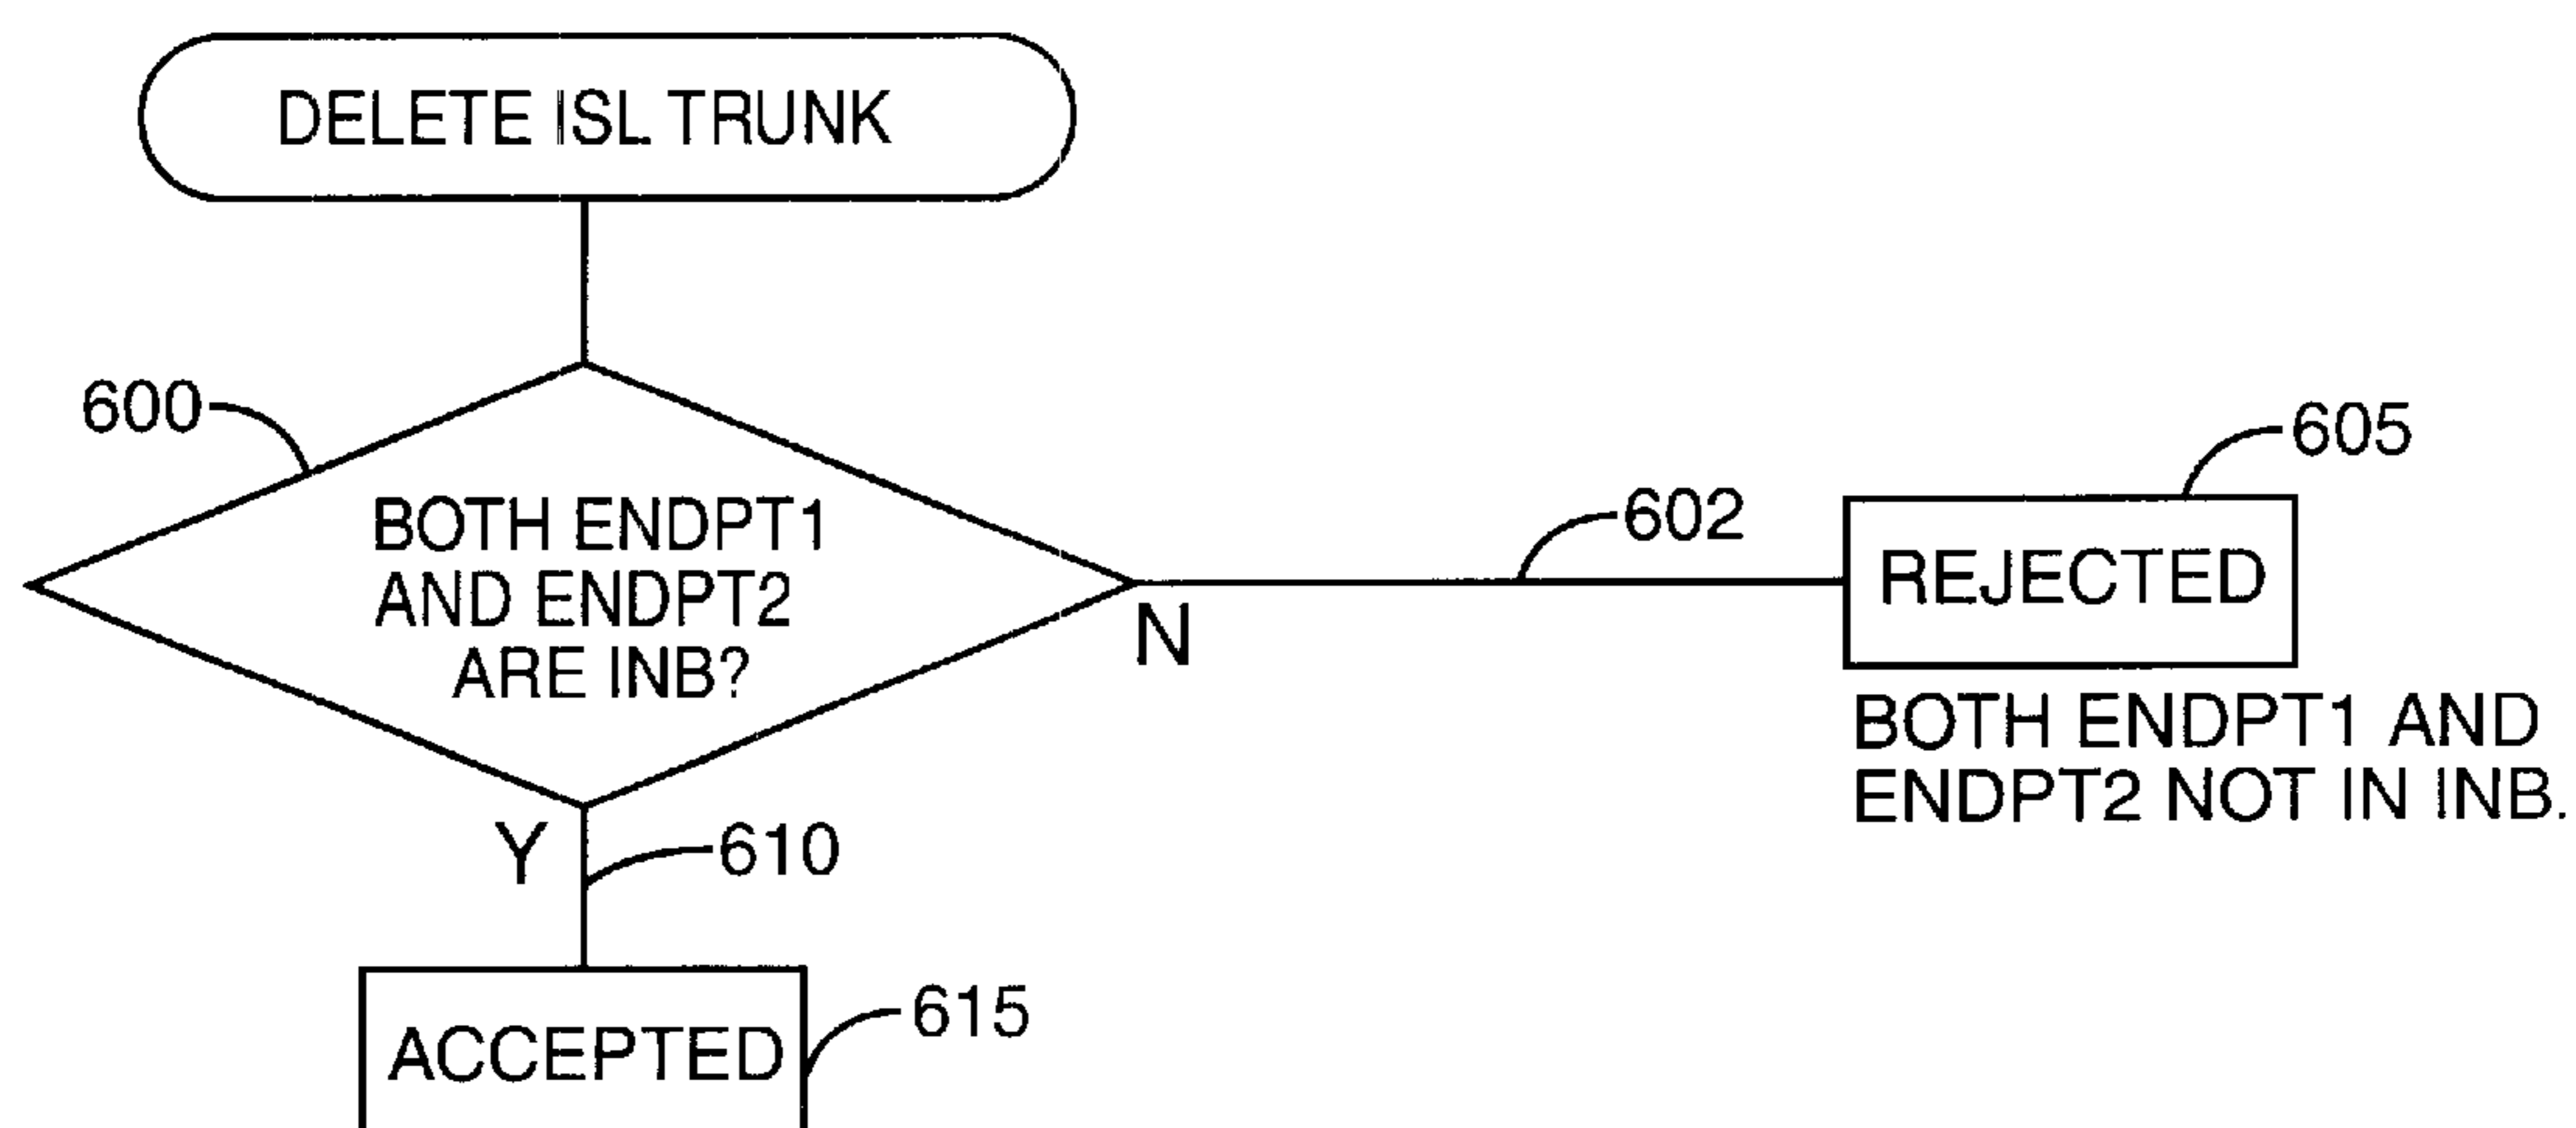 DELETE ISL TRUNK
600
BOTH ENDPT1
AND ENDPT2
ARE INB?
602
605
REJECTED
N
BOTH ENDPT1 AND
ENDPT2 NOT IN INB.
Y
610
615
ACCEPTED